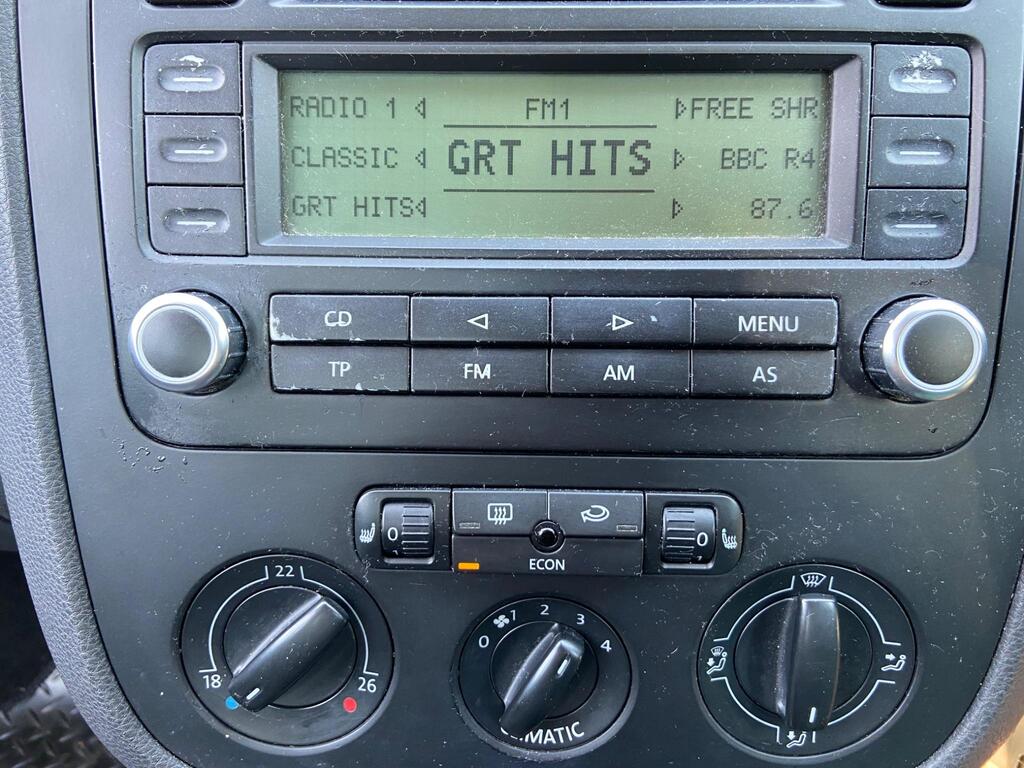 RADIO 1 FM1 FREE SHR
CLASSIC GRT HITS BBC R4
GRT HITS 87.6
CD MENU
TP FM AM AS
0 0
ECON
22
18 26
0 1 2 3 4